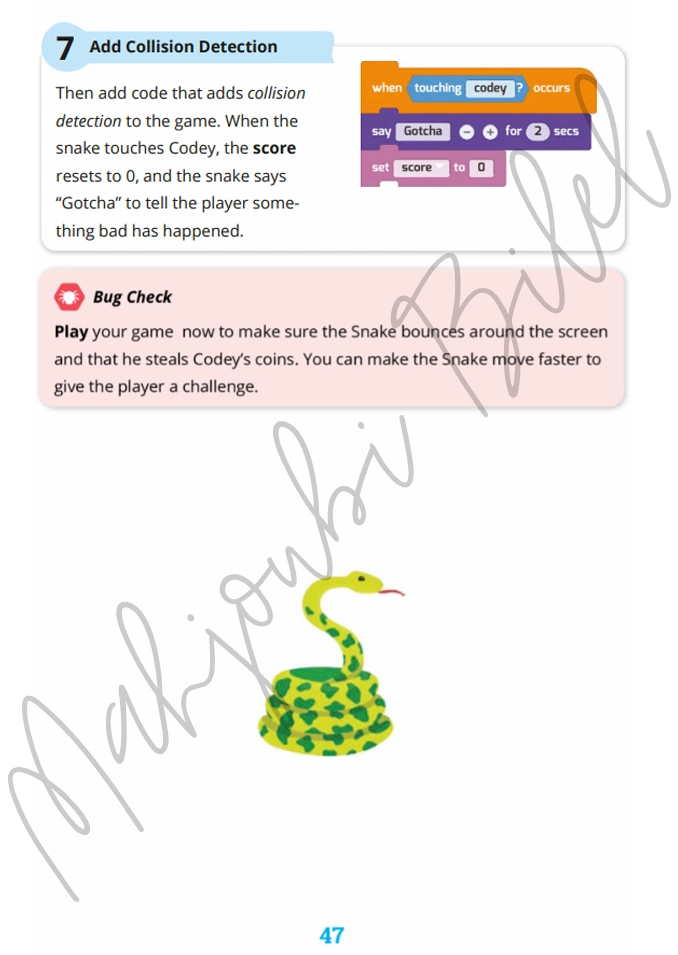 7 Add Collision Detection
Then add code that adds collision
detection to the game. When the
snake touches Codey, the score
resets to 0, and the snake says
“Gotcha” to tell the player some-
thing bad has happened.
when touching codey ? occurs
say Gotcha − + for 2 secs
set score to 0
Bug Check
Play your game now to make sure the Snake bounces around the screen
and that he steals Codey’s coins. You can make the Snake move faster to
give the player a challenge.
Mahjoubi Bilel
47